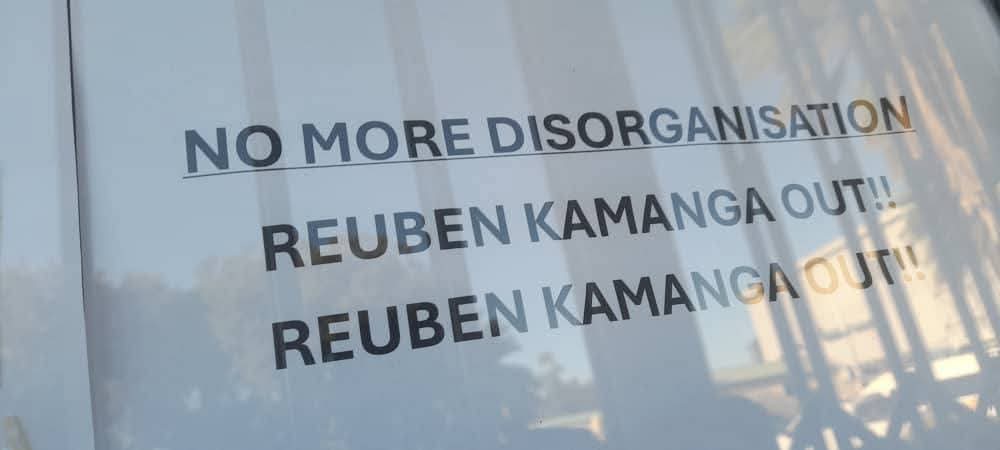 NO MORE DISORGANISATION
REUBEN KAMANGA OUT!!
REUBEN KAMANGA OUT!!